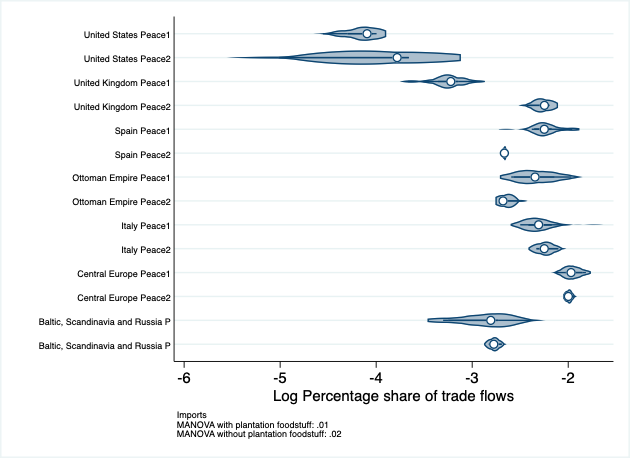 United States Peace1
United States Peace2
United Kingdom Peace1
United Kingdom Peace2
Spain Peace1
Spain Peace2
Ottoman Empire Peace1
Ottoman Empire Peace2
Italy Peace1
Italy Peace2
Central Europe Peace1
Central Europe Peace2
Baltic, Scandinavia and Russia P
Baltic, Scandinavia and Russia P
-6 -5 -4 -3 -2
Log Percentage share of trade flows
Imports
MANOVA with plantation foodstuff: .01
MANOVA without plantation foodstuff: .02